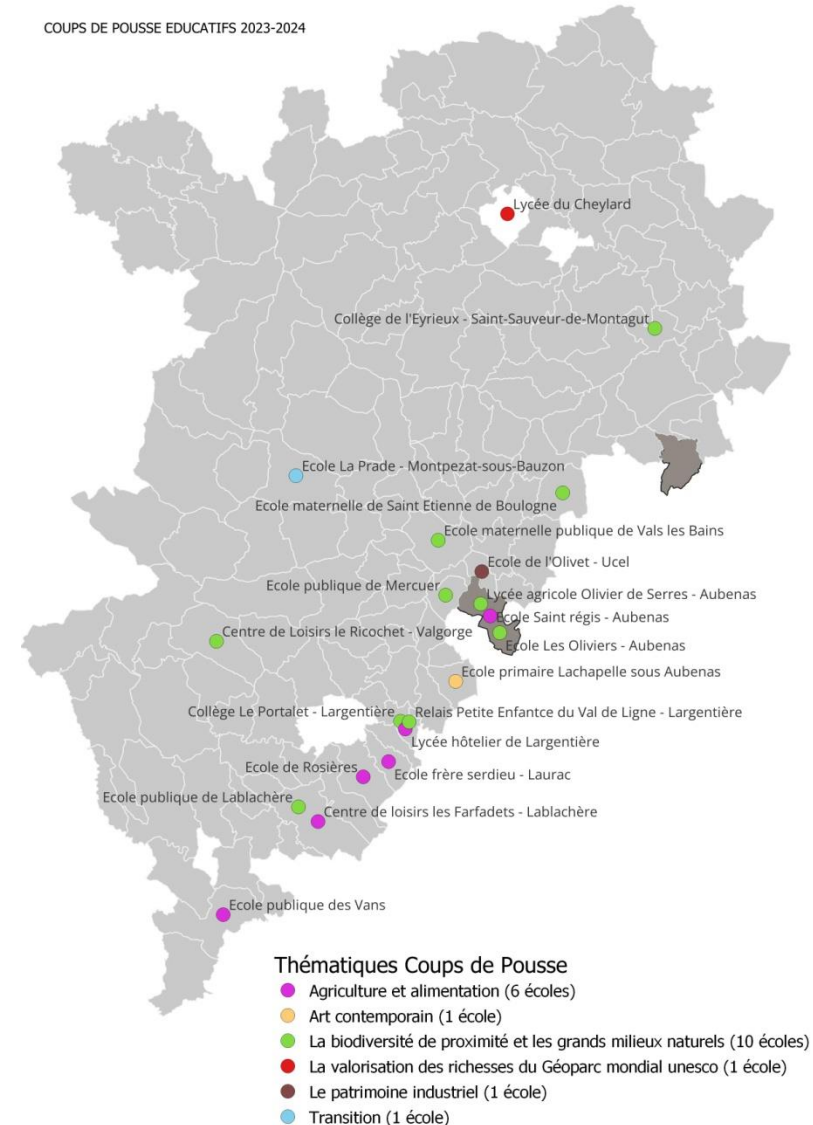 COUPS DE POUSSE EDUCATIFS 2023-2024
Lycée du Cheylard
Collège de l'Eyrieux - Saint-Sauveur-de-Montagut
Ecole La Prade - Montpezat-sous-Bauzon
Ecole maternelle de Saint Etienne de Boulogne
Ecole maternelle publique de Vals les Bains
Ecole de l'Olivet - Ucel
Ecole publique de Mercuer
Lycée agricole Olivier de Serres - Aubenas
Ecole Saint régis - Aubenas
Centre de Loisirs le Ricochet - Valgorge
Ecole Les Oliviers - Aubenas
Ecole primaire Lachapelle sous Aubenas
Collège Le Portalet - Largentière
Relais Petite Enfantce du Val de Ligne - Largentière
Lycée hôtelier de Largentière
Ecole de Rosières
Ecole frère serdieu - Laurac
Ecole publique de Lablachère
Centre de loisirs les Farfadets - Lablachère
Ecole publique des Vans
Thématiques Coups de Pousse
Agriculture et alimentation (6 écoles)
Art contemporain (1 école)
La biodiversité de proximité et les grands milieux naturels (10 écoles)
La valorisation des richesses du Géoparc mondial unesco (1 école)
Le patrimoine industriel (1 école)
Transition (1 école)